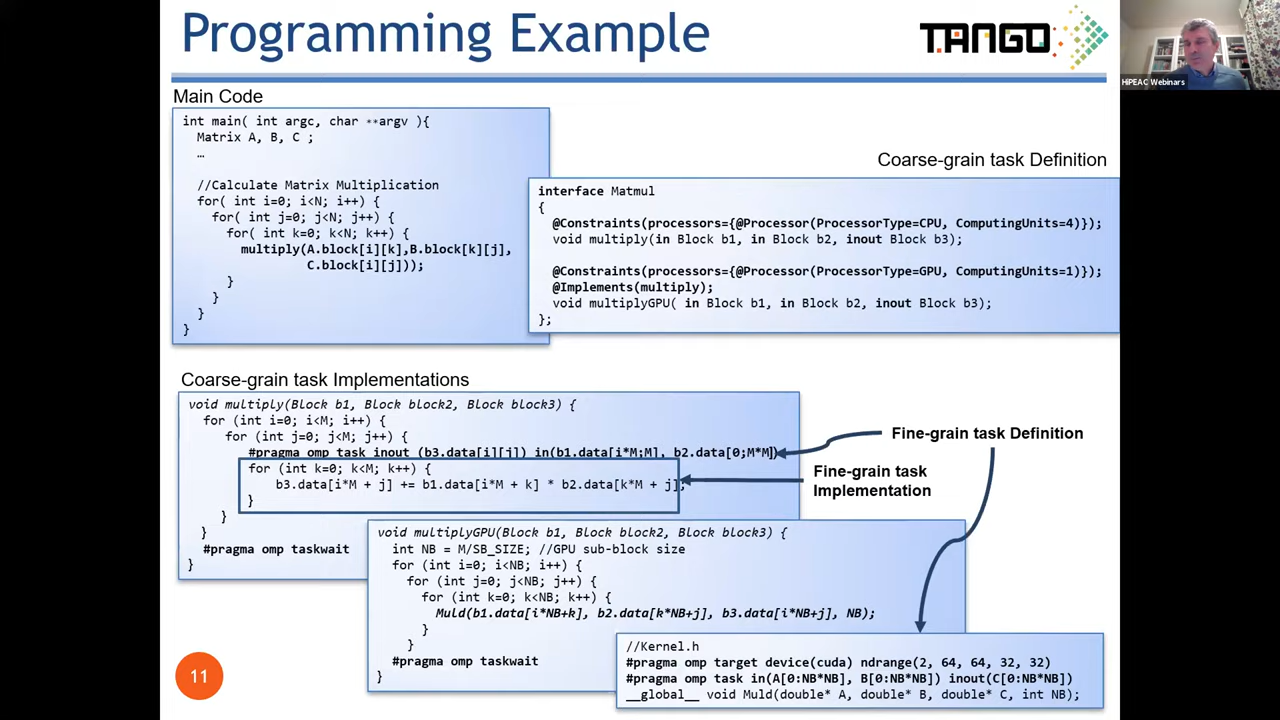 Programming Example
TANGO
HiPEAC Webinars
Main Code
int main( int argc, char **argv ){
Matrix A, B, C ;
…
//Calculate Matrix Multiplication
for( int i=0; i<N; i++) {
for( int j=0; j<N; j++) {
for( int k=0; k<N; k++) {
multiply(A.block[i][k],B.block[k][j],
C.block[i][j]));
}
}
}
}
Coarse-grain task Definition
interface Matmul
{
@Constraints(processors={@Processor(ProcessorType=CPU, ComputingUnits=4)});
void multiply(in Block b1, in Block b2, inout Block b3);
@Constraints(processors={@Processor(ProcessorType=GPU, ComputingUnits=1)});
@Implements(multiply);
void multiplyGPU( in Block b1, in Block b2, inout Block b3);
};
Coarse-grain task Implementations
void multiply(Block b1, Block block2, Block block3) {
for (int i=0; i<M; i++) {
for (int j=0; j<M; j++) {
#pragma omp task inout (b3.data[i][j]) in(b1.data[i*M;M], b2.data[0;M*M])
for (int k=0; k<M; k++) {
b3.data[i*M + j] += b1.data[i*M + k] * b2.data[k*M + j];
}
}
}
#pragma omp taskwait
}
Fine-grain task Definition
Fine-grain task
Implementation
void multiplyGPU(Block b1, Block block2, Block block3) {
int NB = M/SB_SIZE; //GPU sub-block size
for (int i=0; i<NB; i++) {
for (int j=0; j<NB; j++) {
for (int k=0; k<NB; k++) {
Muld(b1.data[i*NB+k], b2.data[k*NB+j], b3.data[i*NB+j], NB);
}
}
#pragma omp taskwait
}
//Kernel.h
#pragma omp target device(cuda) ndrange(2, 64, 64, 32, 32)
#pragma omp task in(A[0:NB*NB], B[0:NB*NB]) inout(C[0:NB*NB])
__global__ void Muld(double* A, double* B, double* C, int NB);
11